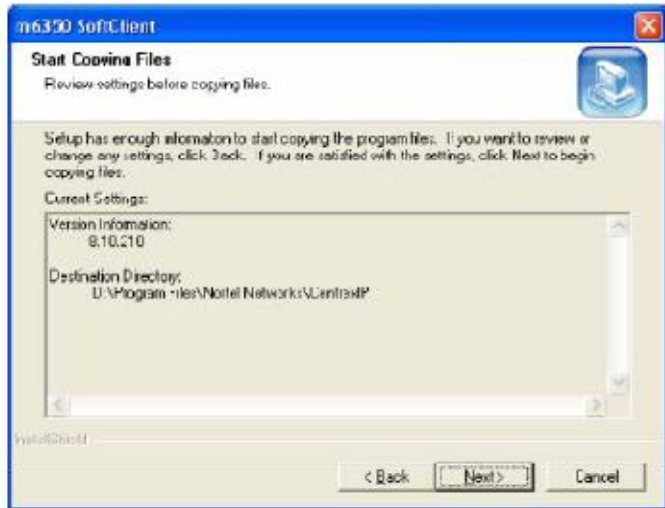 m6350 SoftClient
Start Copying Files
Review settings before copying files.
Setup has enough information to start copying the program files. If you want to review or
change any settings, click Back. If you are satisfied with the settings, click Next to begin
copying files.
Current Settings:
Version Information:
8.10.210
Destination Directory:
D:\Program Files\Nortel Networks\CentrexIP
InstallShield
< Back
Next >
Cancel